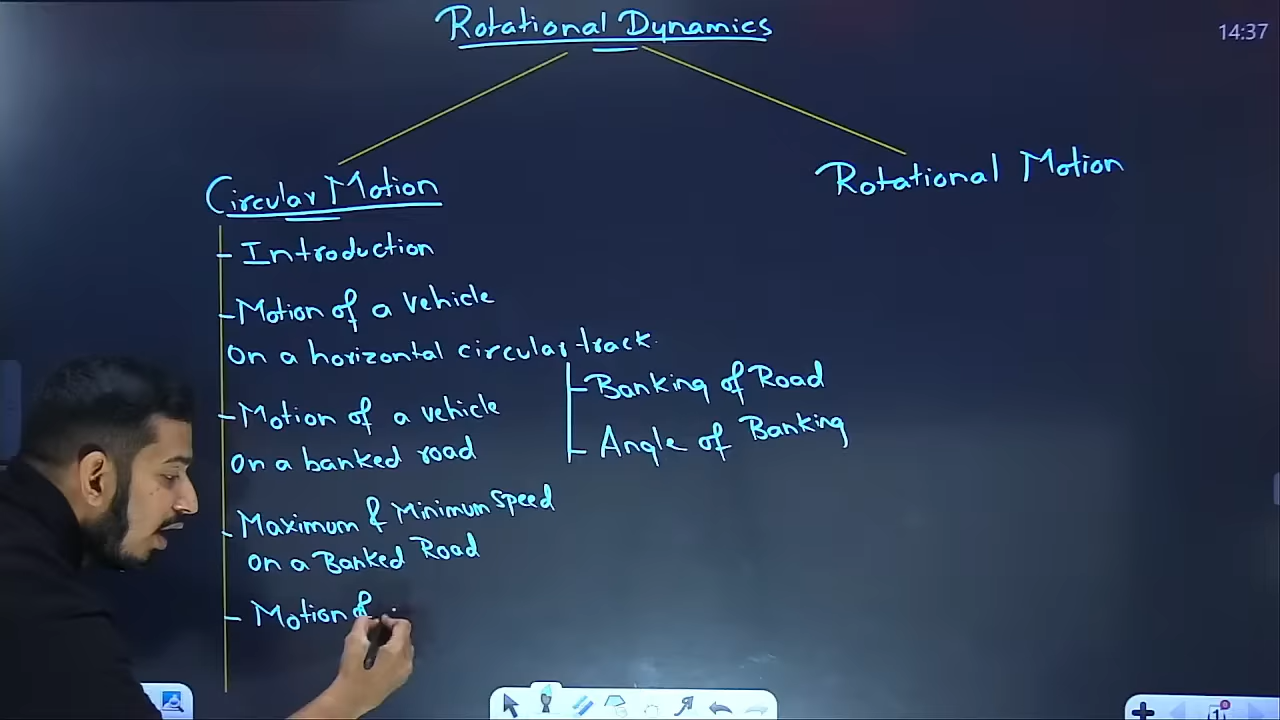 Rotational Dynamics
14:37
Circular Motion
Rotational Motion
- Introduction
- Motion of a vehicle
on a horizontal circular track.
- Banking of Road
- Angle of Banking
- Motion of a vehicle
on a banked road
- Maximum & Minimum Speed
on a Banked Road
- Motion of